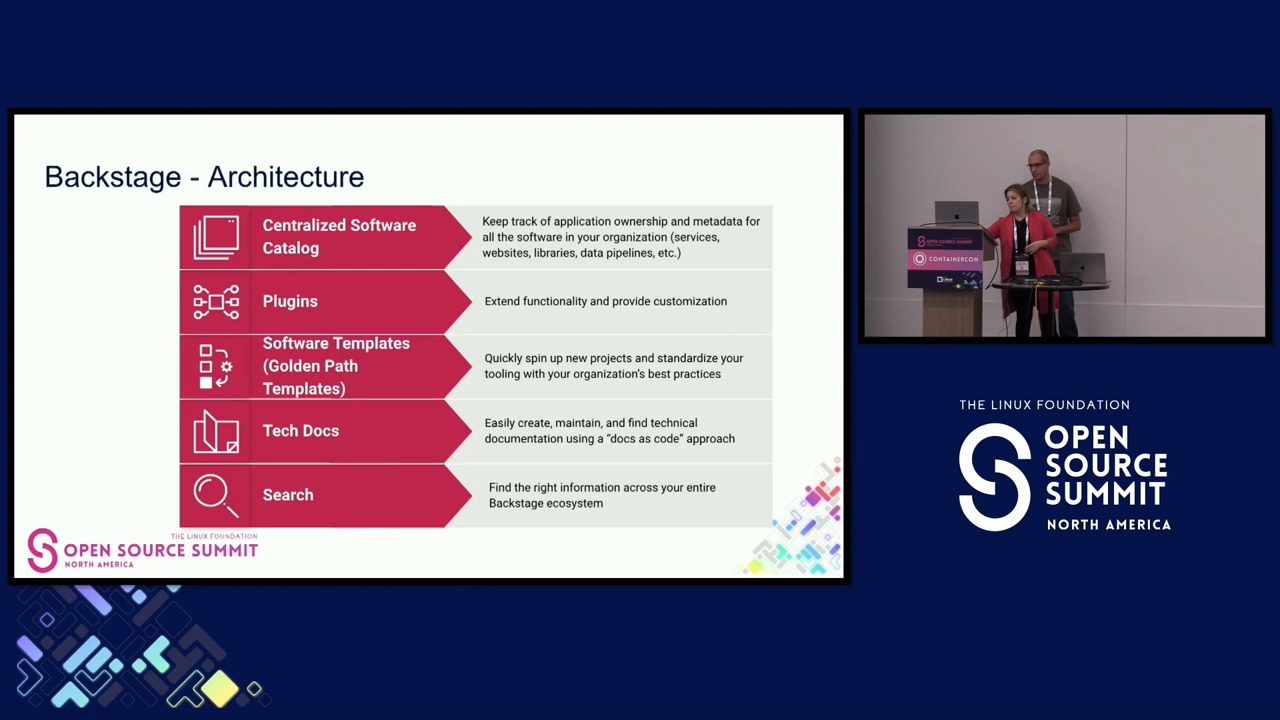 Backstage - Architecture
Centralized Software
Catalog
Keep track of application ownership and metadata for
all the software in your organization (services,
websites, libraries, data pipelines, etc.)
Plugins
Extend functionality and provide customization
Software Templates
(Golden Path
Templates)
Quickly spin up new projects and standardize your
tooling with your organization's best practices
Tech Docs
Easily create, maintain, and find technical
documentation using a “docs as code” approach
Search
Find the right information across your entire
Backstage ecosystem
THE LINUX FOUNDATION
OPEN SOURCE SUMMIT
NORTH AMERICA
OPEN SOURCE SUMMIT
CONTAINERCON
THE LINUX FOUNDATION
OPEN
SOURCE
SUMMIT
NORTH AMERICA